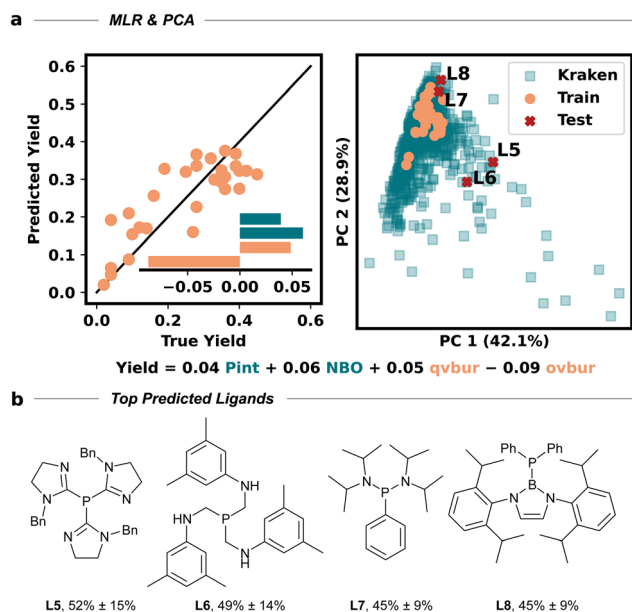 a MLR & PCA
0.6
0.5
0.4
0.3
0.2
0.1
0.0
Predicted Yield
−0.05 0.00 0.05
0.0 0.2 0.4 0.6
True Yield
L8
L7
L5
L6
Kraken
Train
Test
PC 2 (28.9%)
PC 1 (42.1%)
Yield = 0.04 Pint + 0.06 NBO + 0.05 qvbur − 0.09 ovbur
b Top Predicted Ligands
Bn
N
N
N
N
P
N
Bn
N
Bn
L5, 52% ± 15%
NH
HN
P
NH
L6, 49% ± 14%
N
N
P
L7, 45% ± 9%
Ph
Ph
P
B
N
N
L8, 45% ± 9%